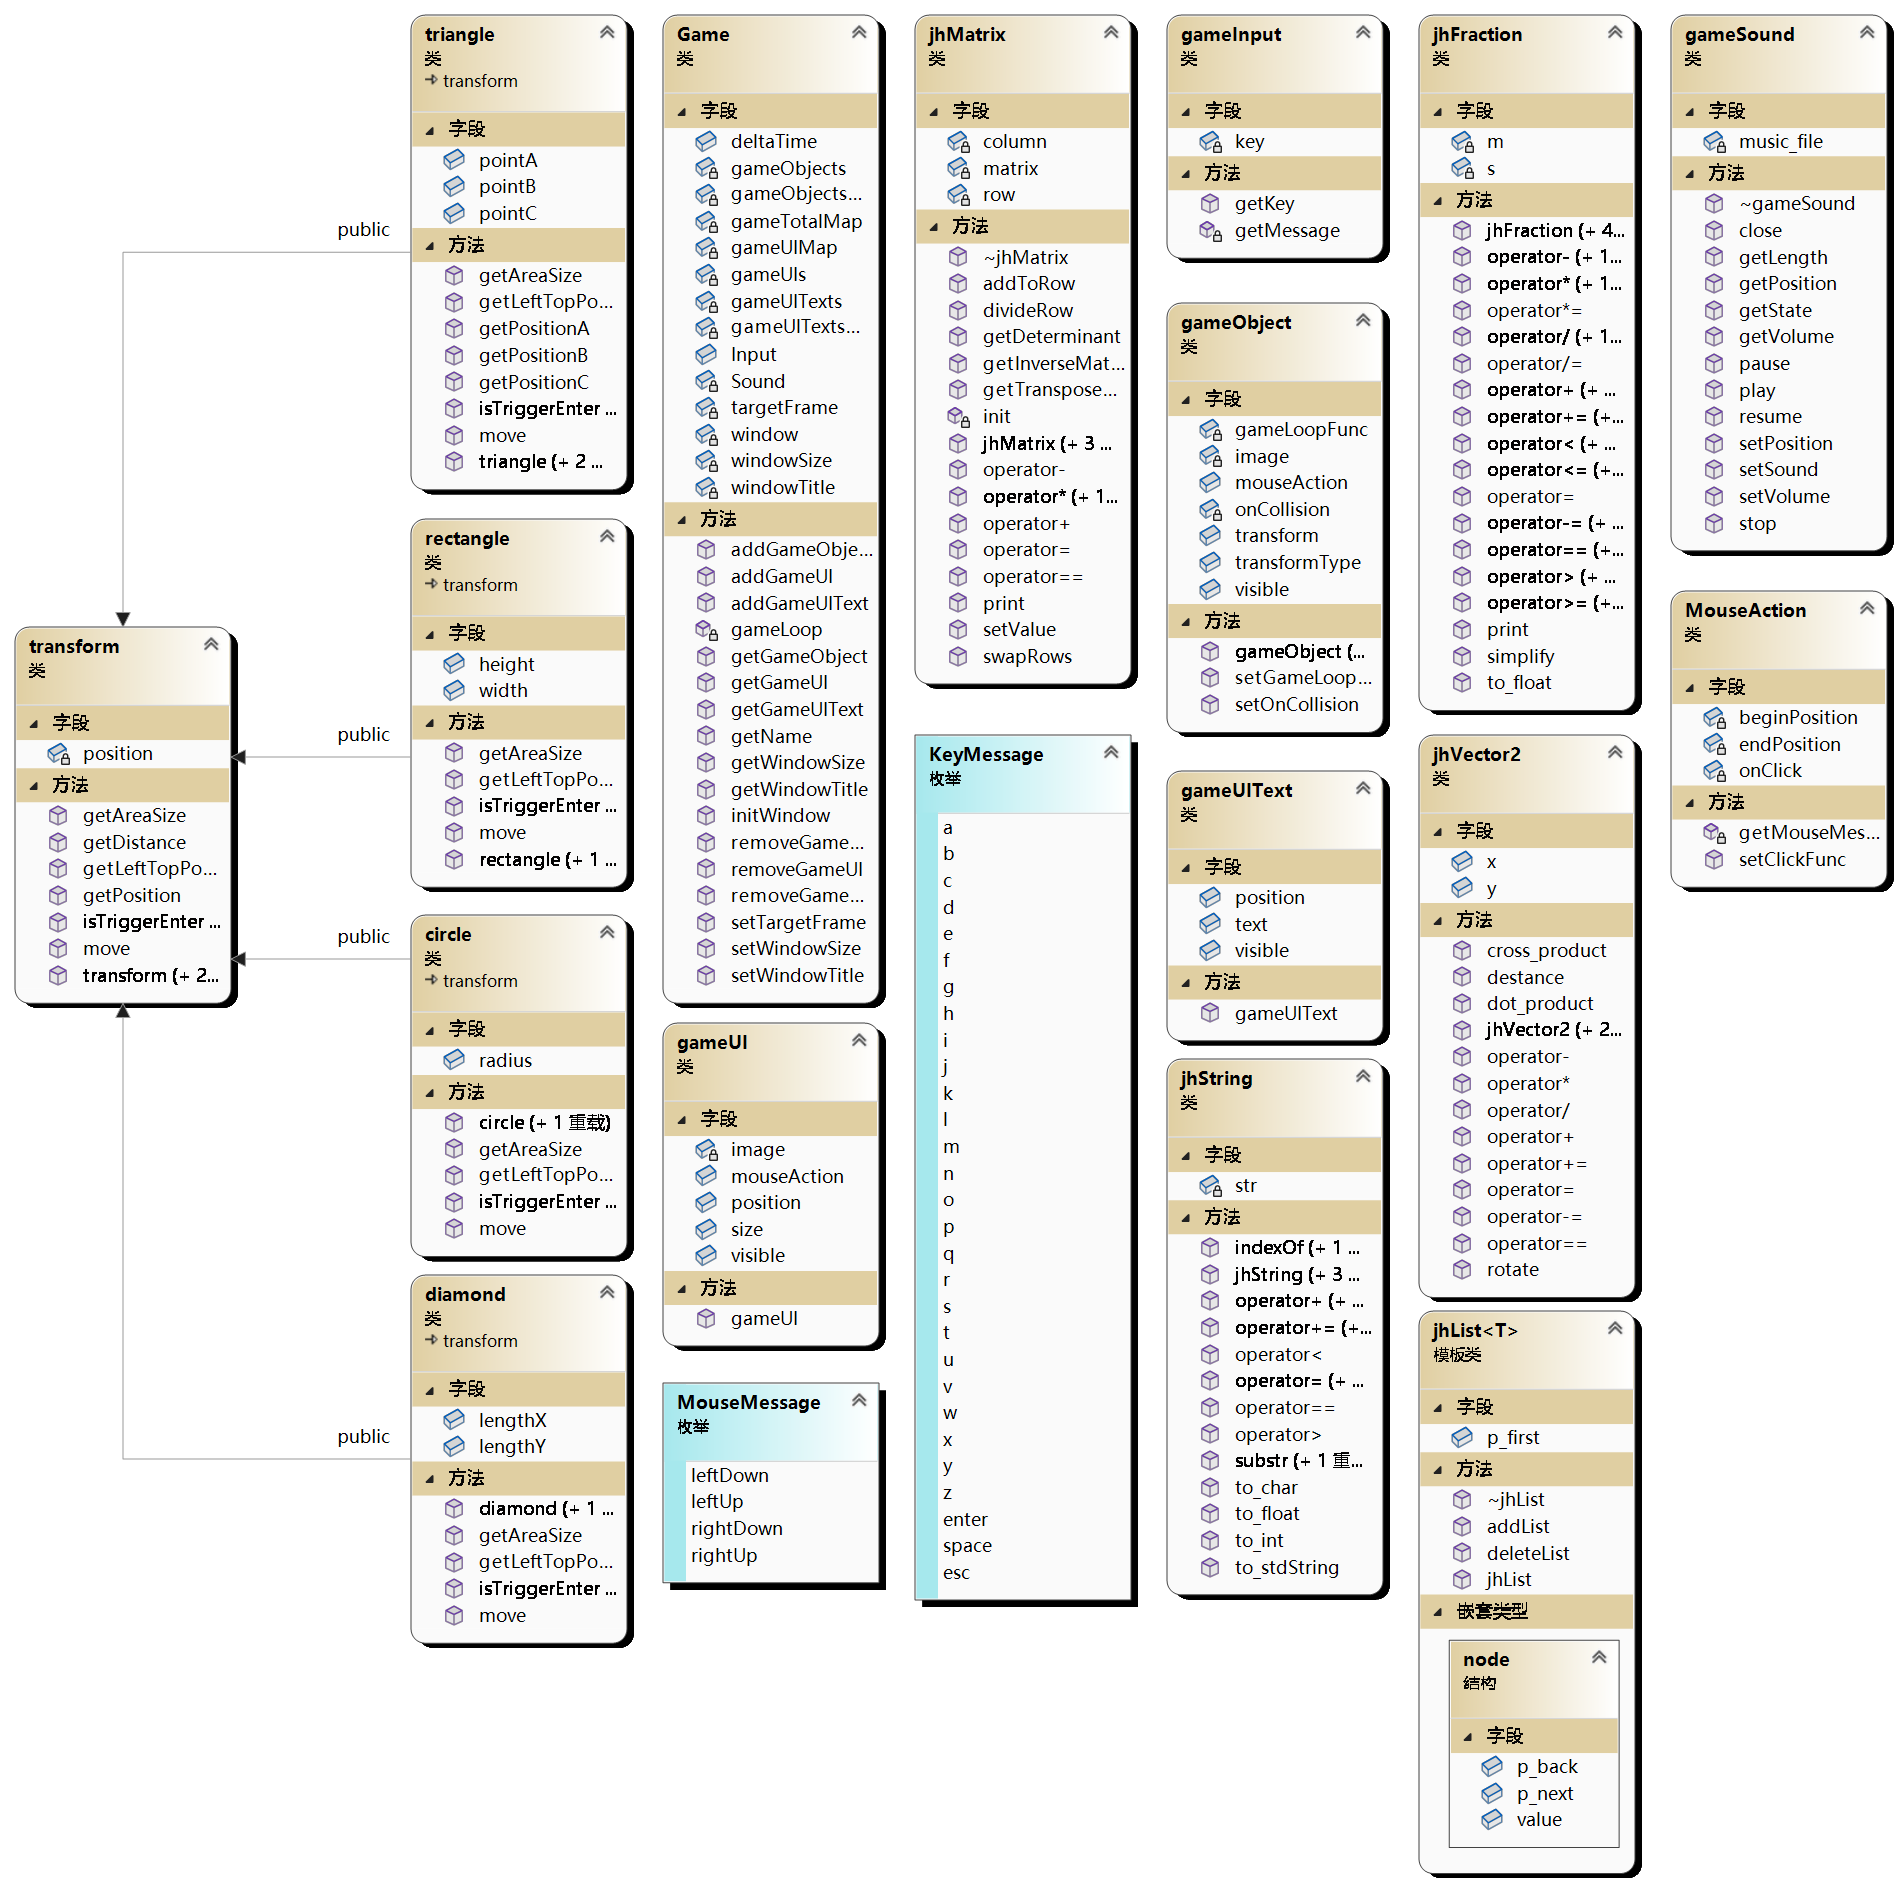 triangle
类
transform
字段
pointA
pointB
pointC
方法
getAreaSize
getLeftTopPo...
getPositionA
getPositionB
getPositionC
isTriggerEnter ...
move
triangle (+ 2 ...
public
rectangle
类
transform
字段
height
width
方法
getAreaSize
getLeftTopPo...
isTriggerEnter ...
move
rectangle (+ 1 ...
public
transform
类
字段
position
方法
getAreaSize
getDistance
getLeftTopPo...
getPosition
isTriggerEnter ...
move
transform (+ 2...
circle
类
transform
字段
radius
方法
circle (+ 1 重载)
getAreaSize
getLeftTopPo...
isTriggerEnter ...
move
public
diamond
类
transform
字段
lengthX
lengthY
方法
diamond (+ 1 ...
getAreaSize
getLeftTopPo...
isTriggerEnter ...
move
public
Game
类
字段
deltaTime
gameObjects
gameObjects...
gameTotalMap
gameUIMap
gameUIs
gameUITexts
gameUITexts...
Input
Sound
targetFrame
window
windowSize
windowTitle
方法
addGameObje...
addGameUI
addGameUIText
gameLoop
getGameObject
getGameUI
getGameUIText
getName
getWindowSize
getWindowTitle
initWindow
removeGame...
removeGameUI
removeGame...
setTargetFrame
setWindowSize
setWindowTitle
gameUI
类
字段
image
mouseAction
position
size
visible
方法
gameUI
MouseMessage
枚举
leftDown
leftUp
rightDown
rightUp
jhMatrix
类
字段
column
matrix
row
方法
~jhMatrix
addToRow
divideRow
getDeterminant
getInverseMat...
getTranspose...
init
jhMatrix (+ 3 ...
operator-
operator* (+ 1...
operator+
operator=
operator==
print
setValue
swapRows
KeyMessage
枚举
a
b
c
d
e
f
g
h
i
j
k
l
m
n
o
p
q
r
s
t
u
v
w
x
y
z
enter
space
esc
gameInput
类
字段
key
方法
getKey
getMessage
gameObject
类
字段
gameLoopFunc
image
mouseAction
onCollision
transform
transformType
visible
方法
gameObject (...
setGameLoop...
setOnCollision
gameUIText
类
字段
position
text
visible
方法
gameUIText
jhString
类
字段
str
方法
indexOf (+ 1 ...
jhString (+ 3 ...
operator+ (+ ...
operator+= (+...
operator<
operator= (+ ...
operator==
operator>
substr (+ 1 重...
to_char
to_float
to_int
to_stdString
jhFraction
类
字段
m
s
方法
jhFraction (+ 4...
operator- (+ 1...
operator* (+ 1...
operator*=
operator/ (+ 1...
operator/=
operator+ (+ ...
operator+= (+...
operator< (+ ...
operator<= (+...
operator=
operator-= (+ ...
operator== (+...
operator> (+ ...
operator>= (+...
print
simplify
to_float
jhVector2
类
字段
x
y
方法
cross_product
destance
dot_product
jhVector2 (+ 2...
operator-
operator*
operator/
operator+
operator+=
operator=
operator-=
operator==
rotate
jhList<T>
模板类
字段
p_first
方法
~jhList
addList
deleteList
jhList
嵌套类型
node
结构
字段
p_back
p_next
value
gameSound
类
字段
music_file
方法
~gameSound
close
getLength
getPosition
getState
getVolume
pause
play
resume
setPosition
setSound
setVolume
stop
MouseAction
类
字段
beginPosition
endPosition
onClick
方法
getMouseMes...
setClickFunc